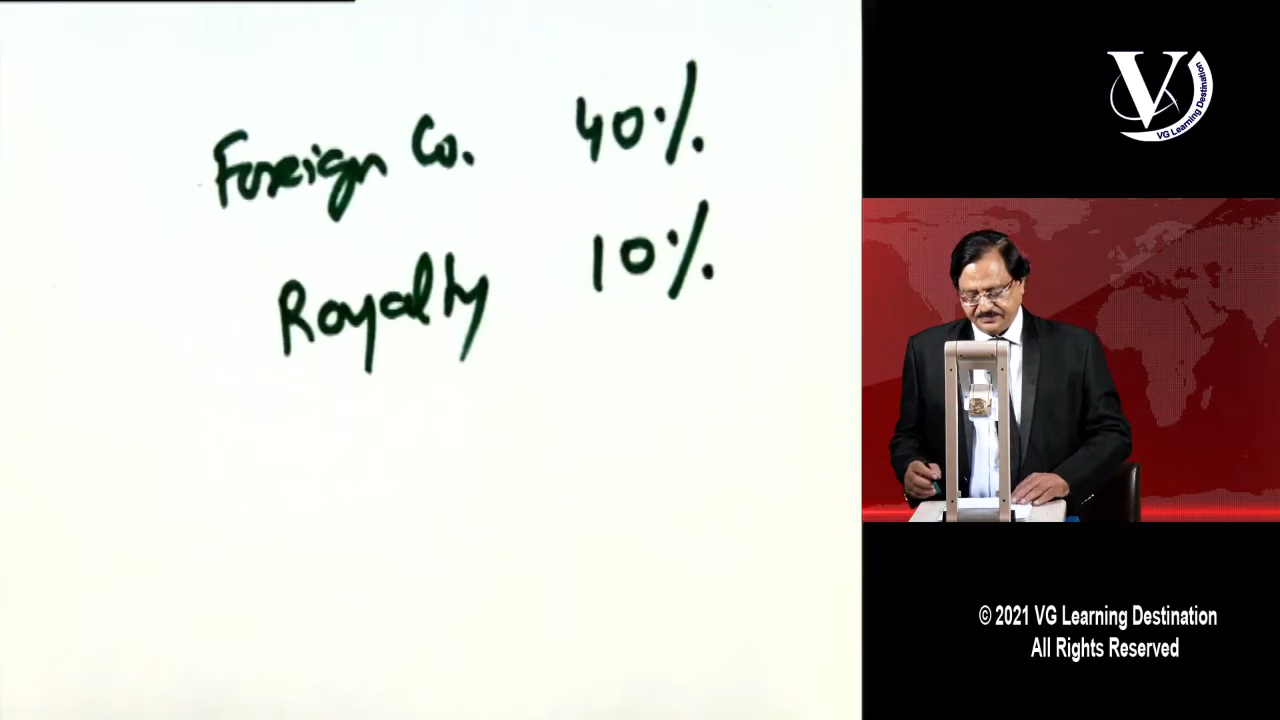 Foreign Co. 40%
Royalty 10%
V
VG Learning Destination
© 2021 VG Learning Destination
All Rights Reserved